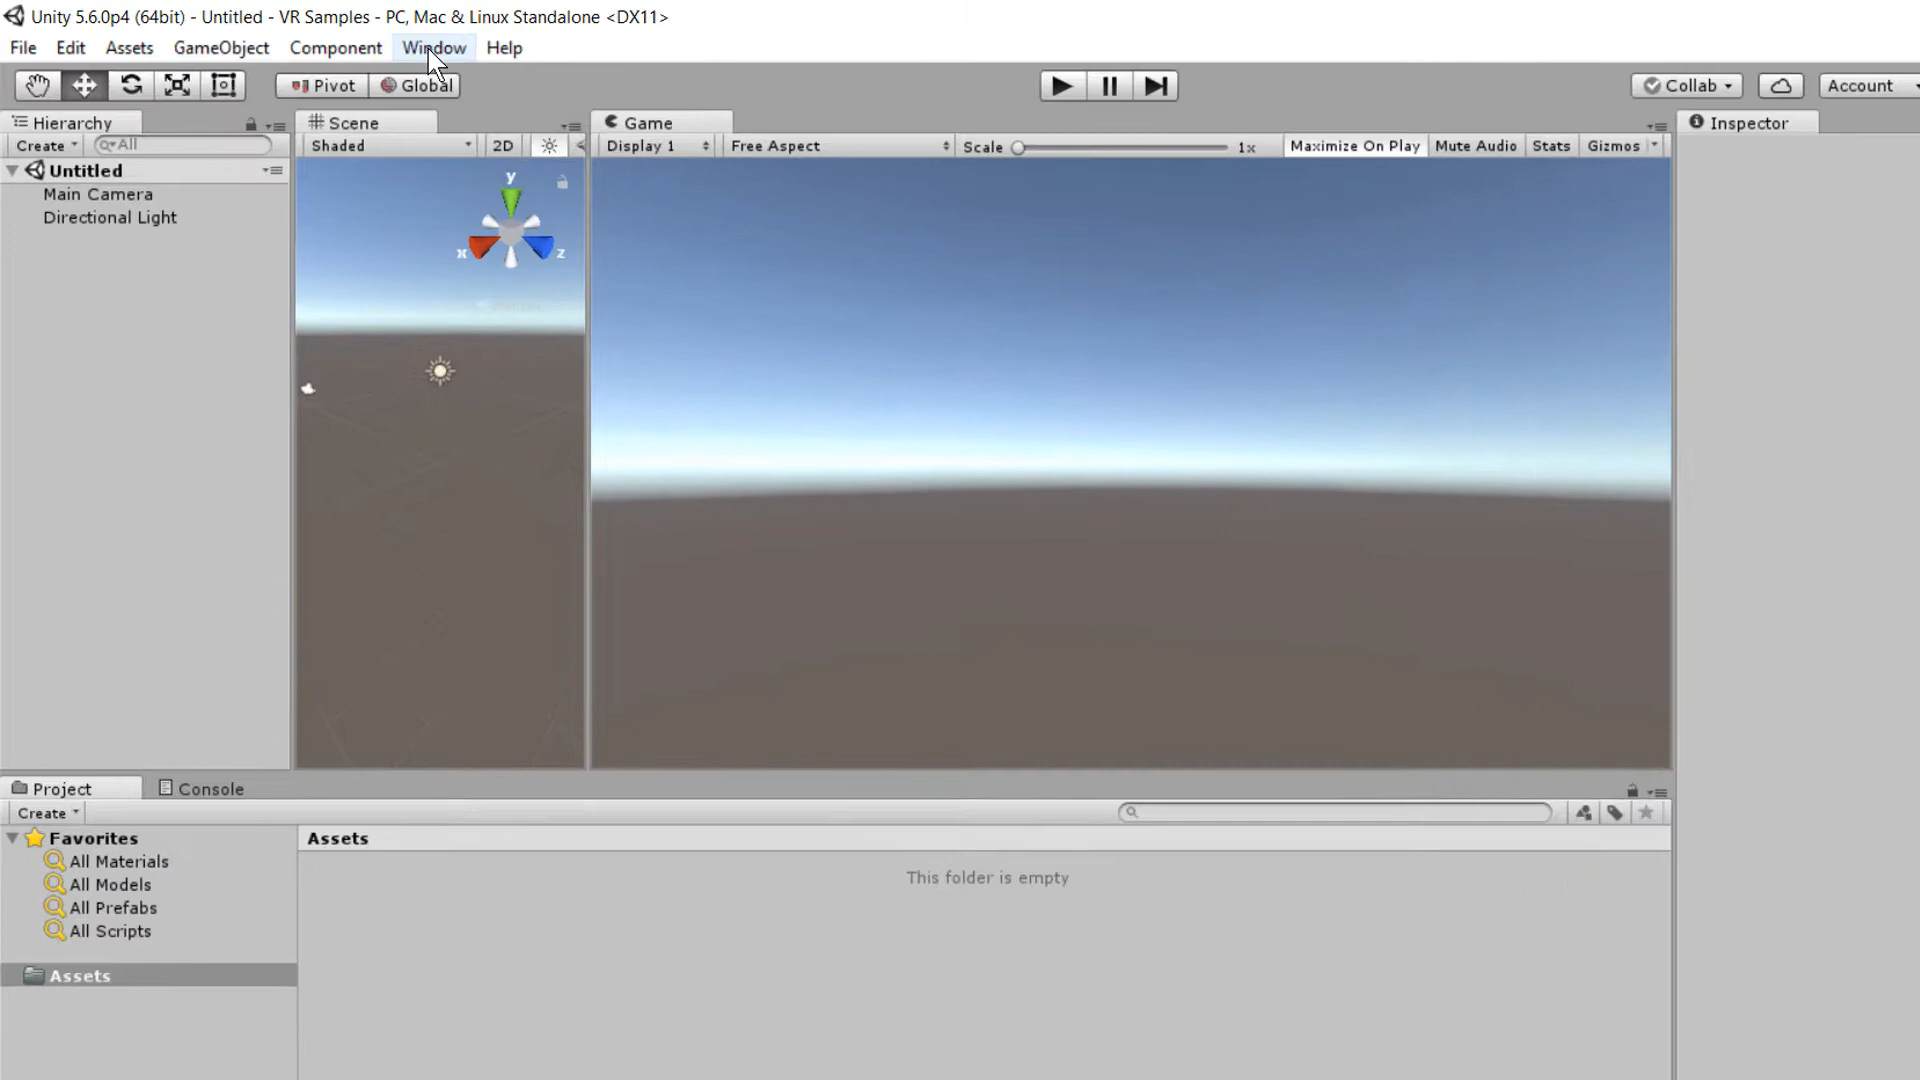 Unity 5.6.0p4 (64bit) - Untitled - VR Samples - PC, Mac & Linux Standalone <DX11>
File Edit Assets GameObject Component Window Help
Pivot Global Collab Account
Hierarchy Scene Game Inspector
Create All Shaded 2D Display 1 Free Aspect Scale 1x Maximize On Play Mute Audio Stats Gizmos
Untitled
Main Camera
Directional Light
y
x z
Project Console
Create
Favorites
Assets
All Materials
This folder is empty
All Models
All Prefabs
All Scripts
Assets